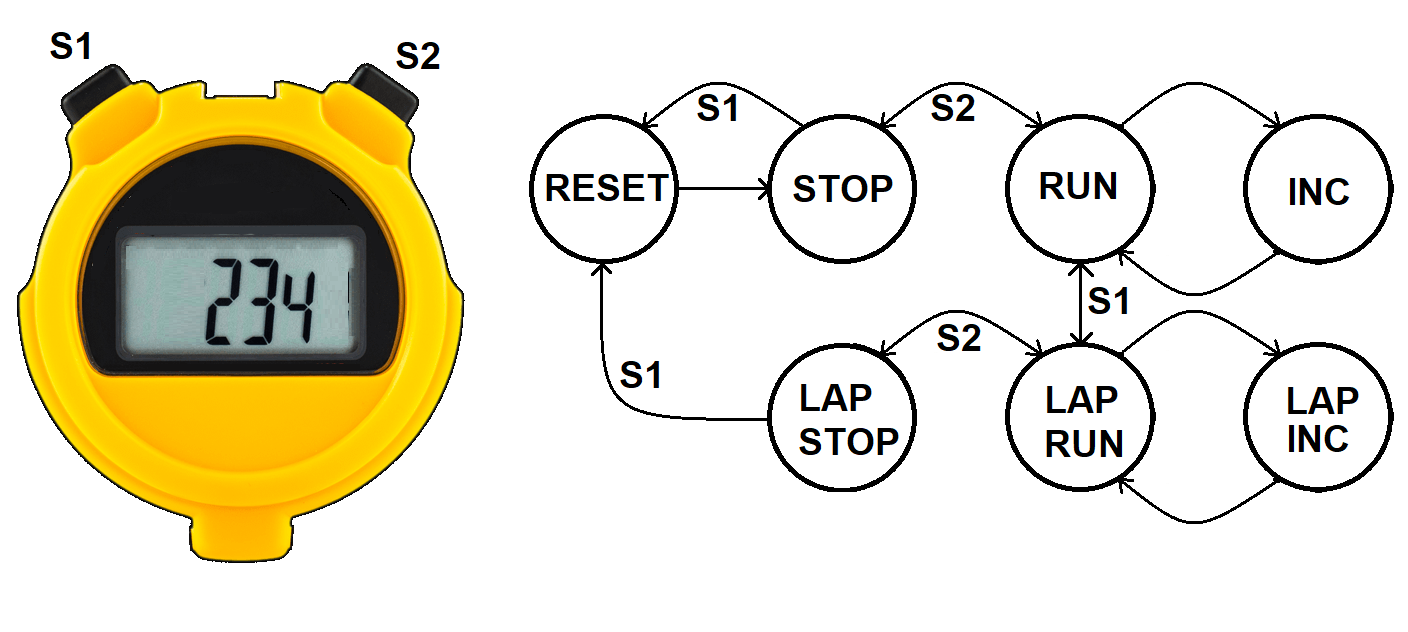 S1
S2
234
S1
S2
RESET
STOP
RUN
INC
S1
S1
S2
LAP
STOP
LAP
RUN
LAP
INC